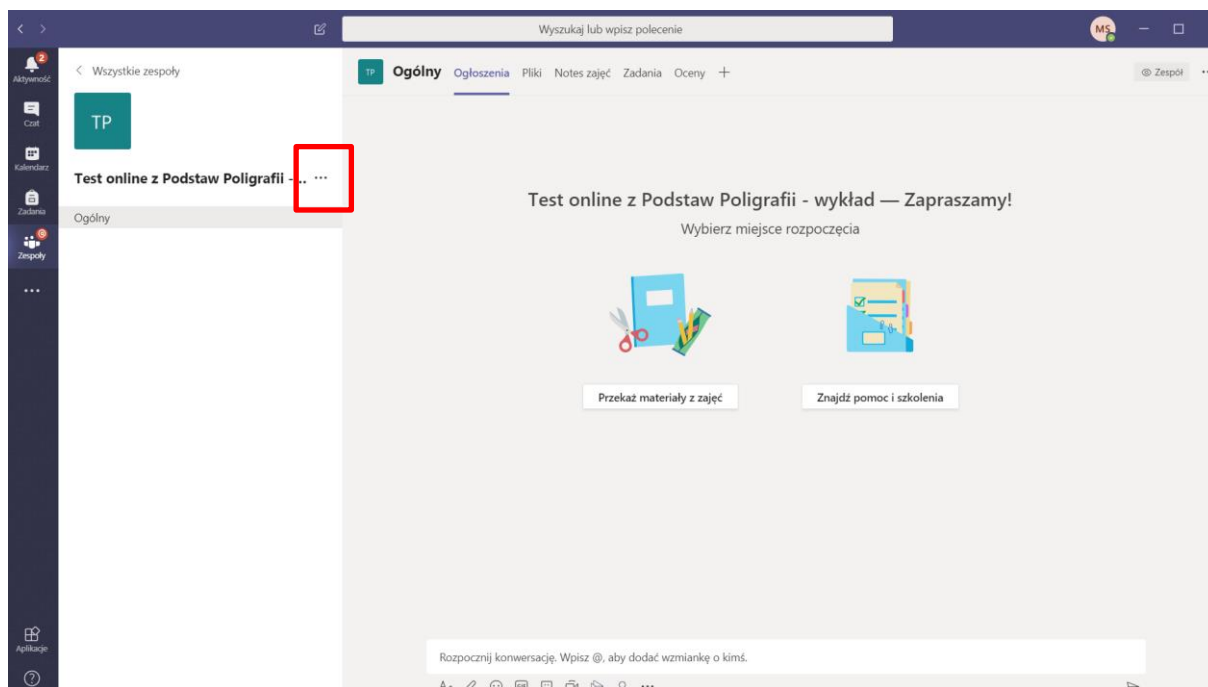 Wyszukaj lub wpisz polecenie
MS
2
Aktywność
Czat
Kalendarz
Zadania
Zespoły
Aplikacje
< Wszystkie zespoły
TP
Test online z Podstaw Poligrafii - ... ...
Ogólny
TP Ogólny Ogłoszenia Pliki Notes zajęć Zadania Oceny +
Zespół
Test online z Podstaw Poligrafii - wykład — Zapraszamy!
Wybierz miejsce rozpoczęcia
Przekaż materiały z zajęć
Znajdź pomoc i szkolenia
Rozpocznij konwersację. Wpisz @, aby dodać wzmiankę o kimś.